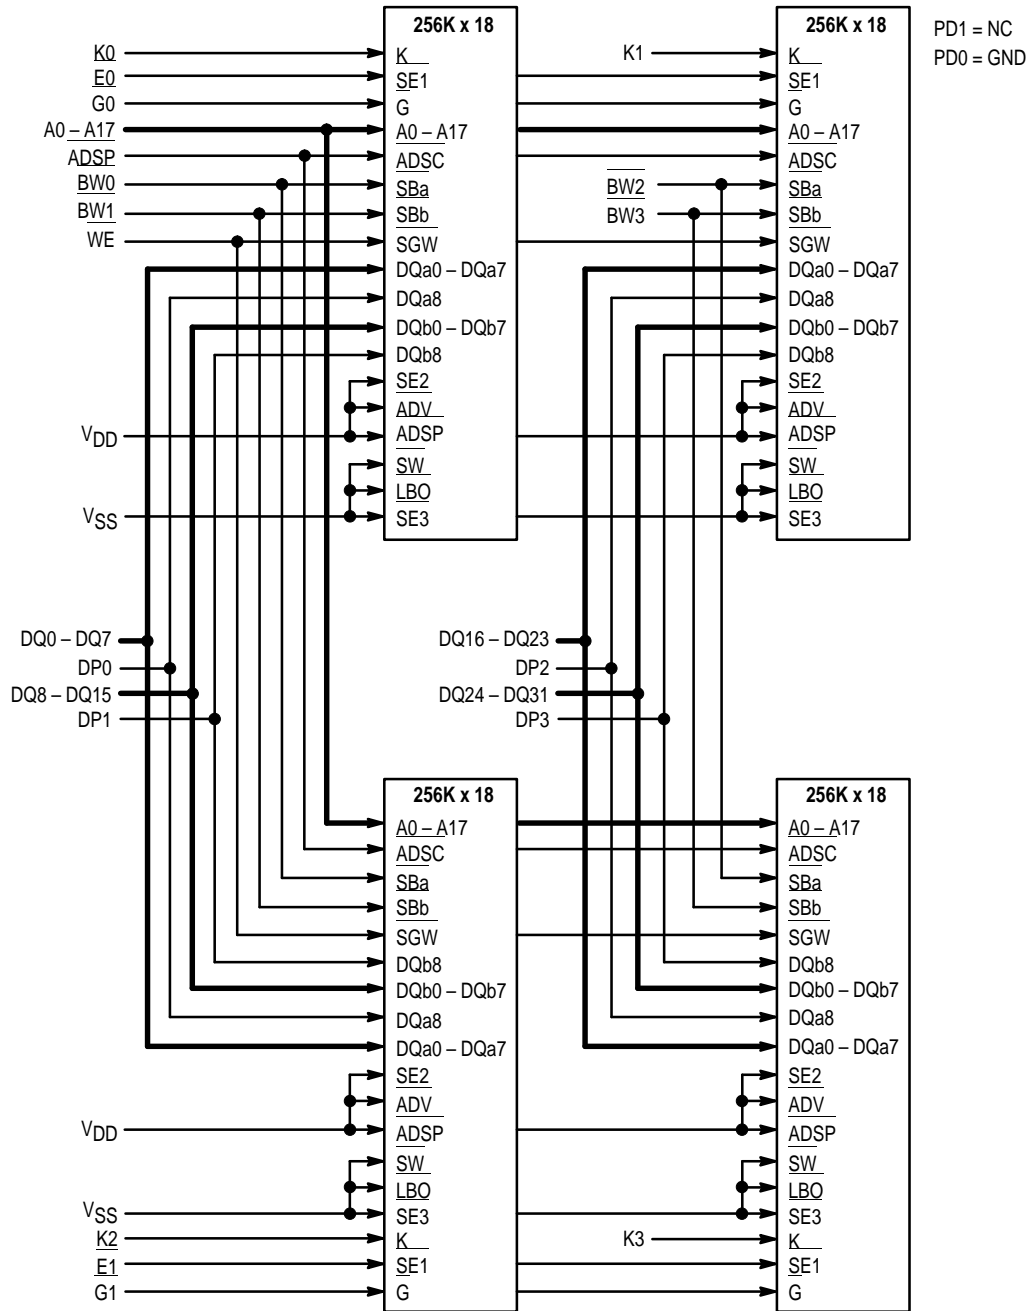 256K x 18
256K x 18
PD1 = NC
PD0 = GND
K0
E0
G0
A0 – A17
ADSP
BW0
BW1
WE
K
SE1
G
A0 – A17
ADSC
SBa
SBb
SGW
DQa0 – DQa7
DQa8
DQb0 – DQb7
DQb8
SE2
ADV
ADSP
SW
LBO
SE3
VDD
VSS
K1
BW2
BW3
K
SE1
G
A0 – A17
ADSC
SBa
SBb
SGW
DQa0 – DQa7
DQa8
DQb0 – DQb7
DQb8
SE2
ADV
ADSP
SW
LBO
SE3
DQ0 – DQ7
DP0
DQ8 – DQ15
DP1
DQ16 – DQ23
DP2
DQ24 – DQ31
DP3
256K x 18
256K x 18
A0 – A17
ADSC
SBa
SBb
SGW
DQb8
DQb0 – DQb7
DQa8
DQa0 – DQa7
SE2
ADV
ADSP
SW
LBO
SE3
K
SE1
G
VDD
VSS
K2
E1
G1
K3
A0 – A17
ADSC
SBa
SBb
SGW
DQb8
DQb0 – DQb7
DQa8
DQa0 – DQa7
SE2
ADV
ADSP
SW
LBO
SE3
K
SE1
G